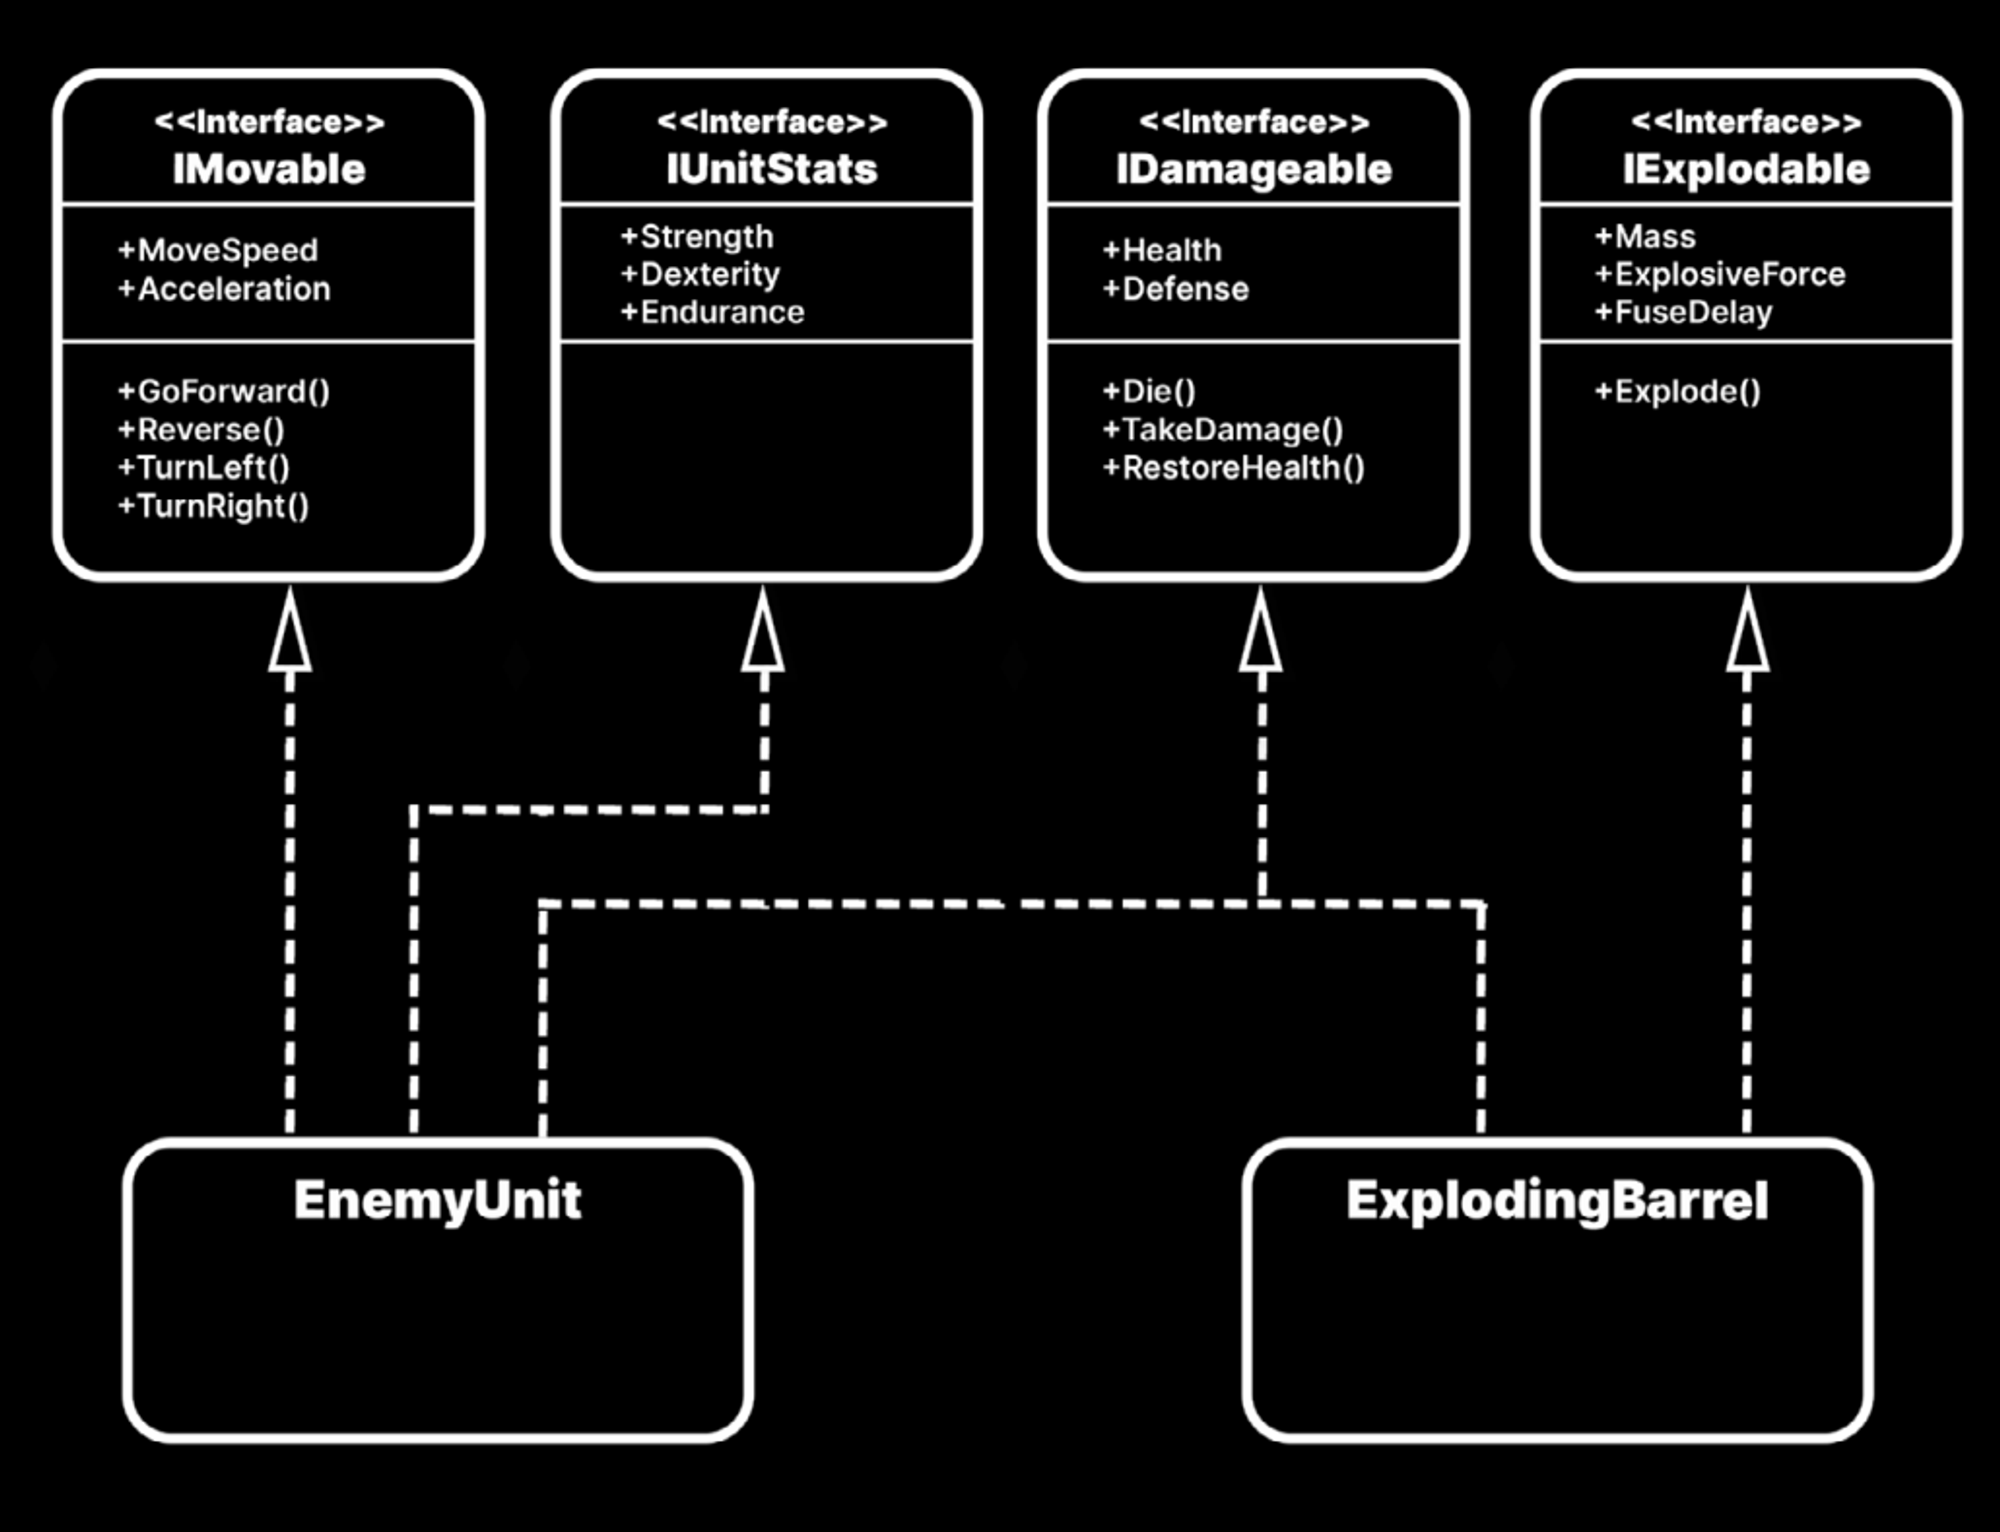 <<Interface>>
IMovable
+MoveSpeed
+Acceleration
+GoForward()
+Reverse()
+TurnLeft()
+TurnRight()
<<Interface>>
IUnitStats
+Strength
+Dexterity
+Endurance
<<Interface>>
IDamageable
+Health
+Defense
+Die()
+TakeDamage()
+RestoreHealth()
<<Interface>>
IExplodable
+Mass
+ExplosiveForce
+FuseDelay
+Explode()
EnemyUnit
ExplodingBarrel